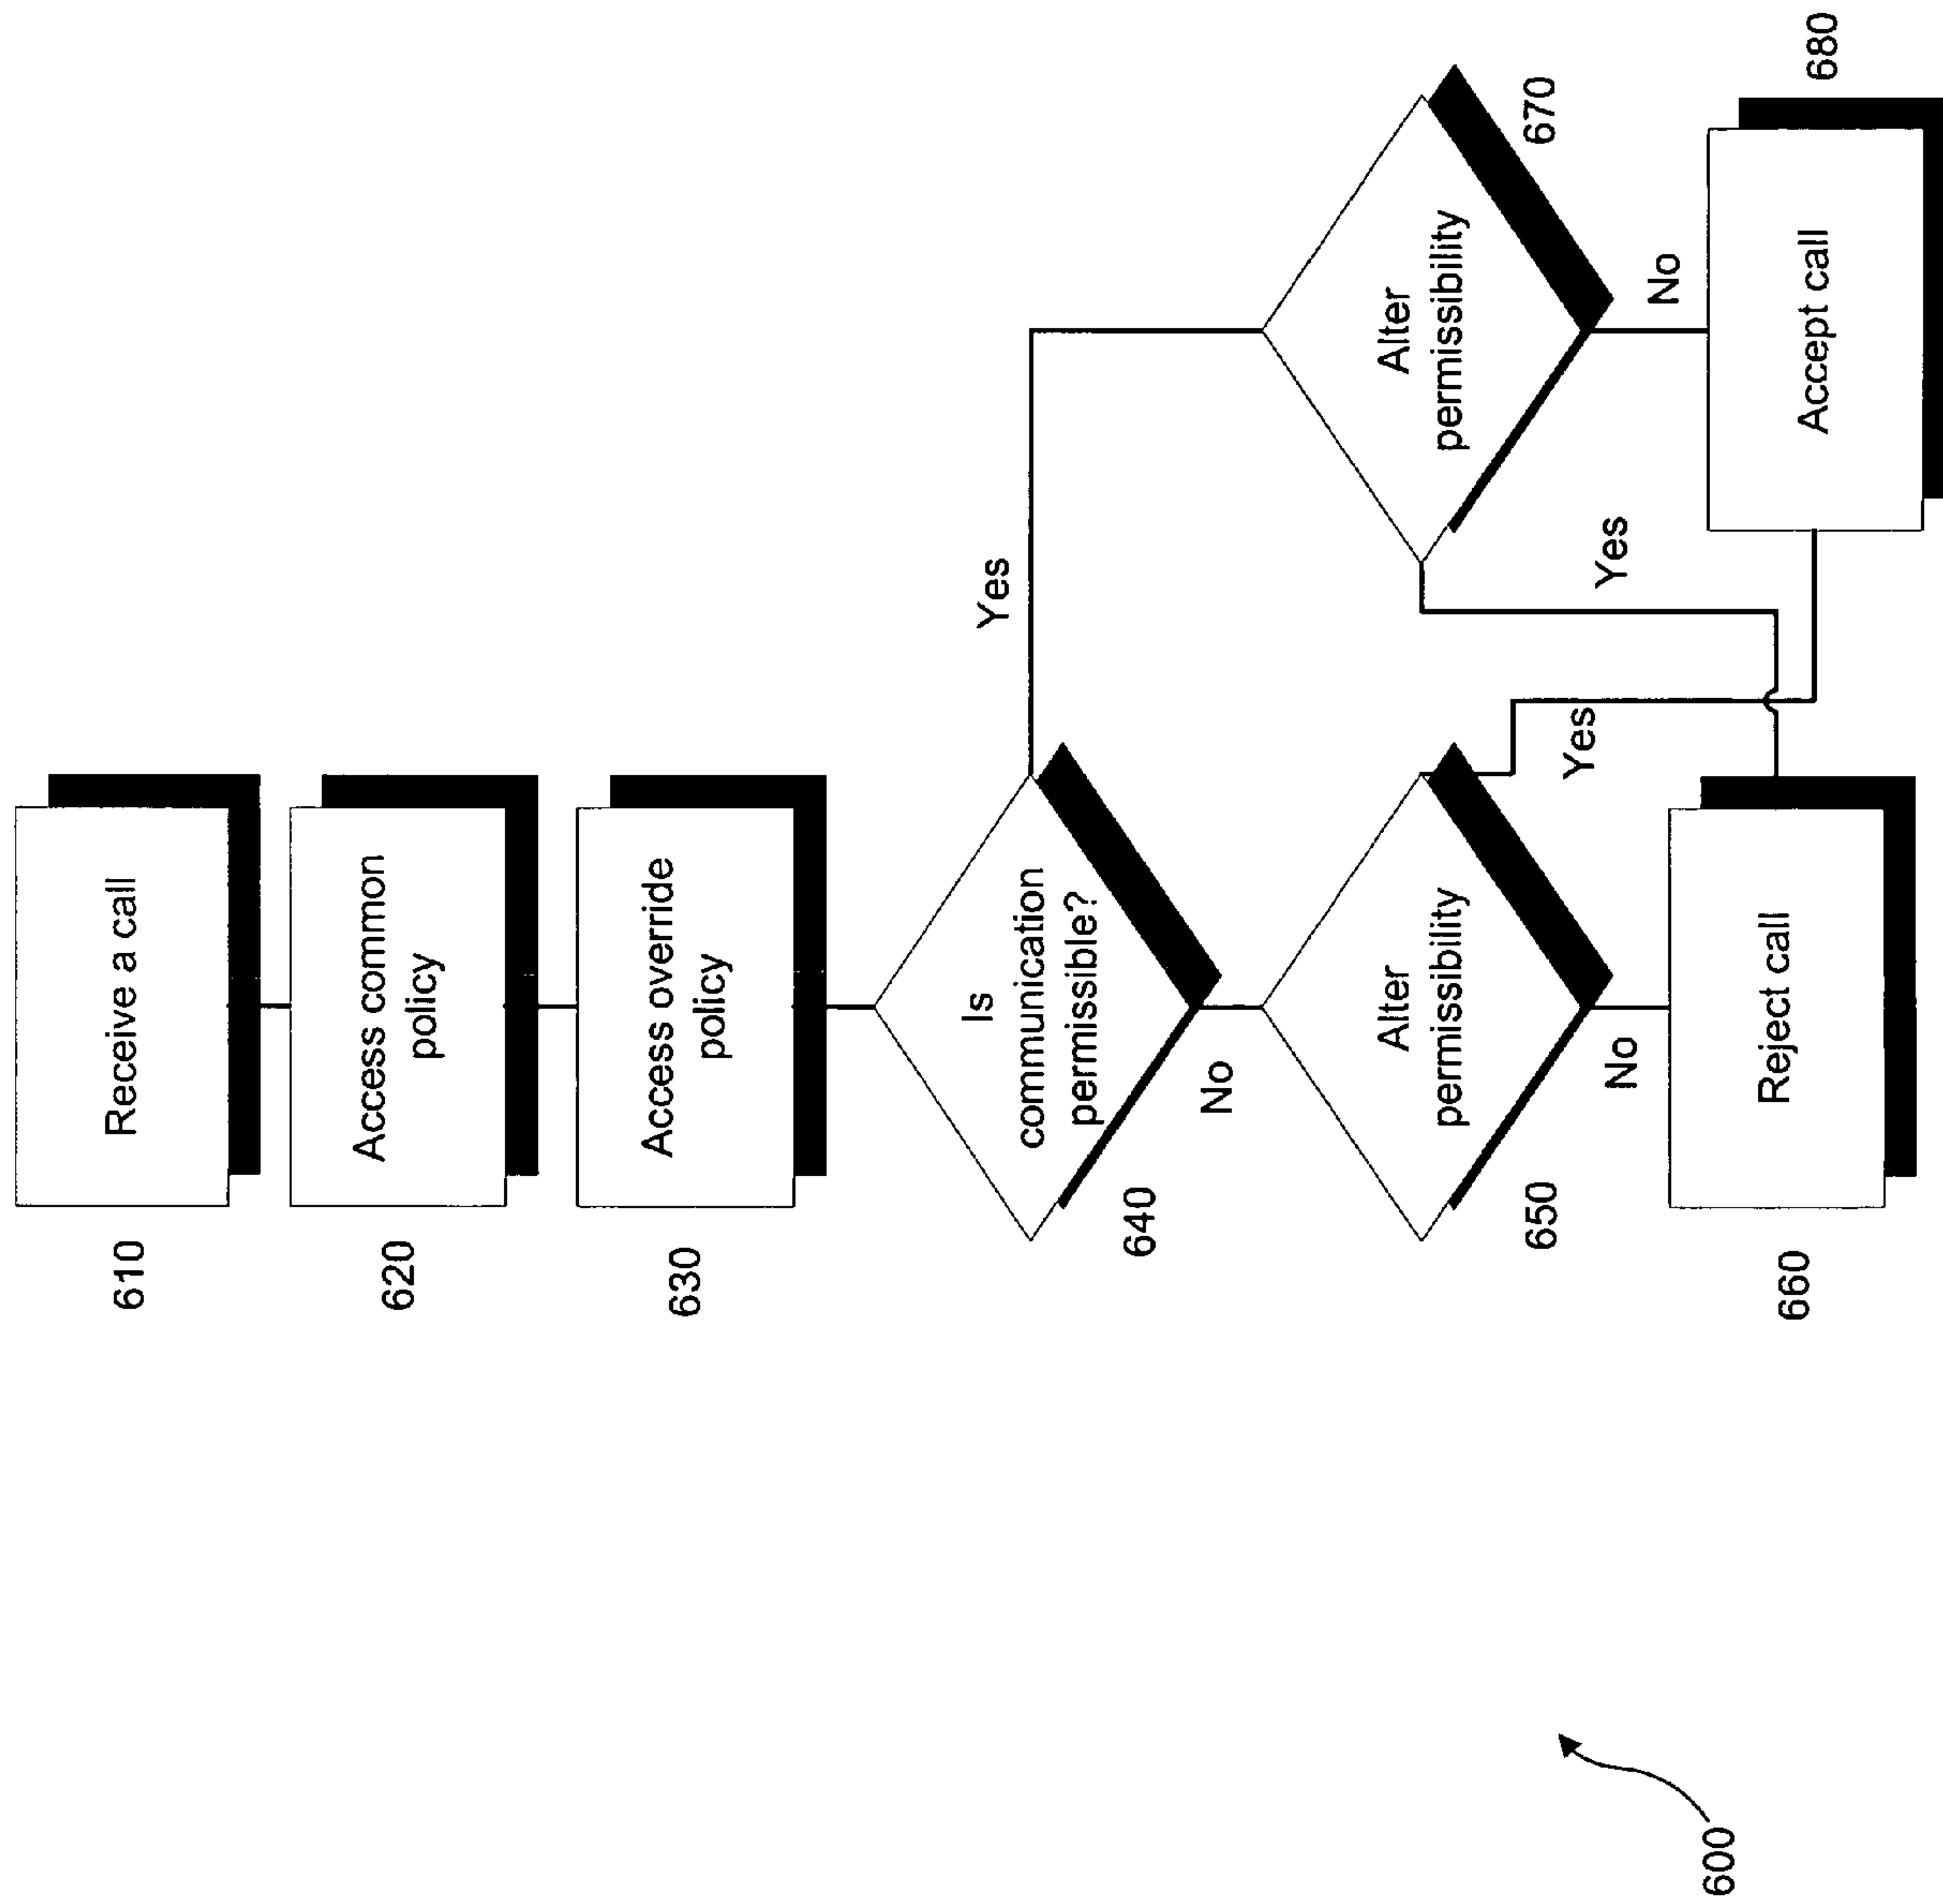 610
Receive a call
620
Access common
policy
630
Access override
policy
Is
communication
permissible?
640
Yes
No
Alter
permissibility
650
Yes
No
Alter
permissibility
670
Yes
No
Reject call
660
Accept call
680
600